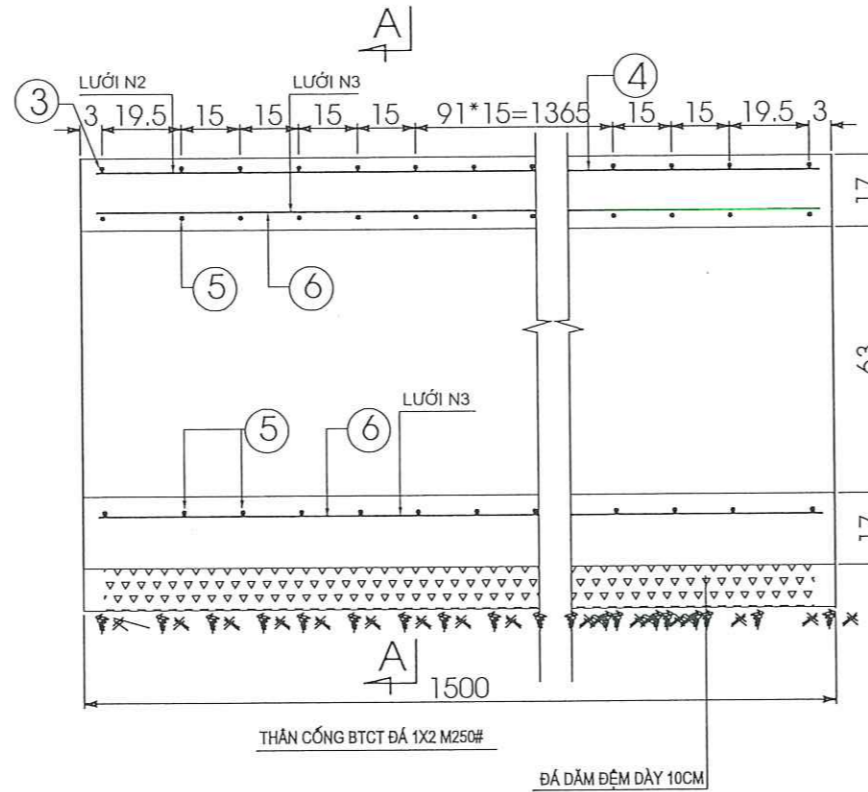 A
LƯỚI N2
LƯỚI N3
3
4
3 19.5 15 15 15 15 91*15=1365 15 15 19.5 3
17
5
6
63
LƯỚI N3
5
6
17
A
1500
THÂN CỐNG BTCT ĐÁ 1X2 M250#
ĐÁ DĂM ĐỆM DÀY 10CM